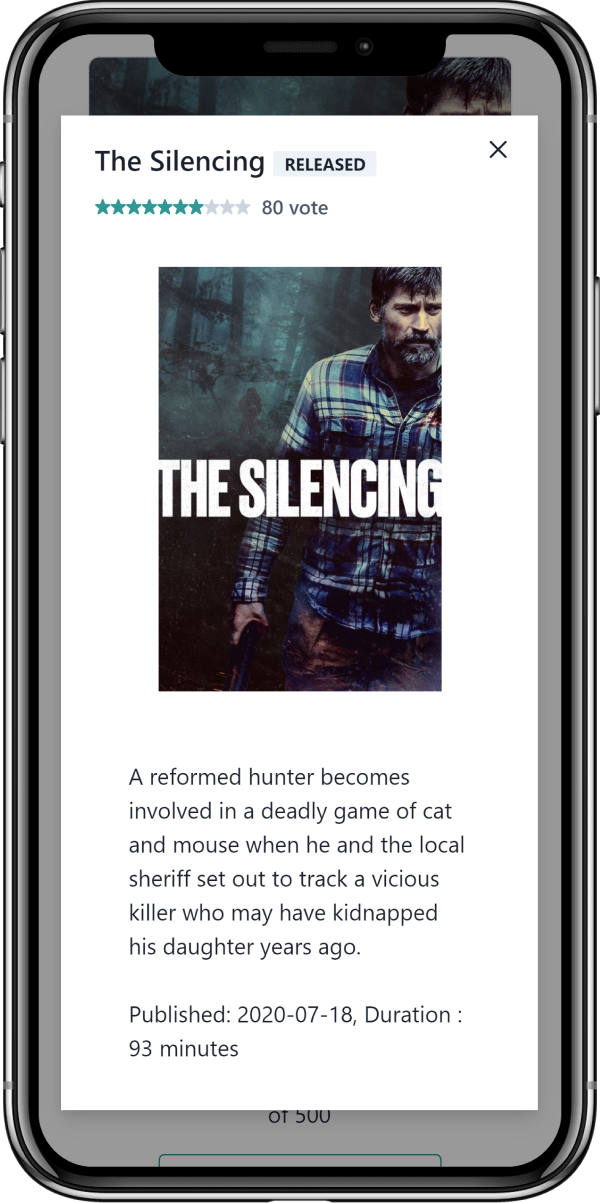 The Silencing RELEASED
80 vote
THE SILENCING
A reformed hunter becomes
involved in a deadly game of cat
and mouse when he and the local
sheriff set out to track a vicious
killer who may have kidnapped
his daughter years ago.
Published: 2020-07-18, Duration :
93 minutes
of 500